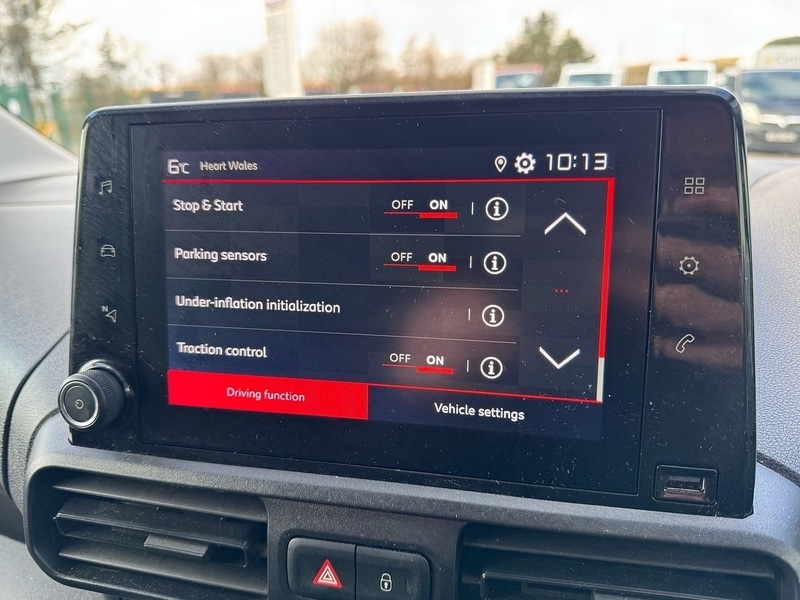 6°C Heart Wales 10:13
Stop & Start OFF ON
Parking sensors OFF ON
Under-inflation initialization
Traction control OFF ON
Driving function Vehicle settings